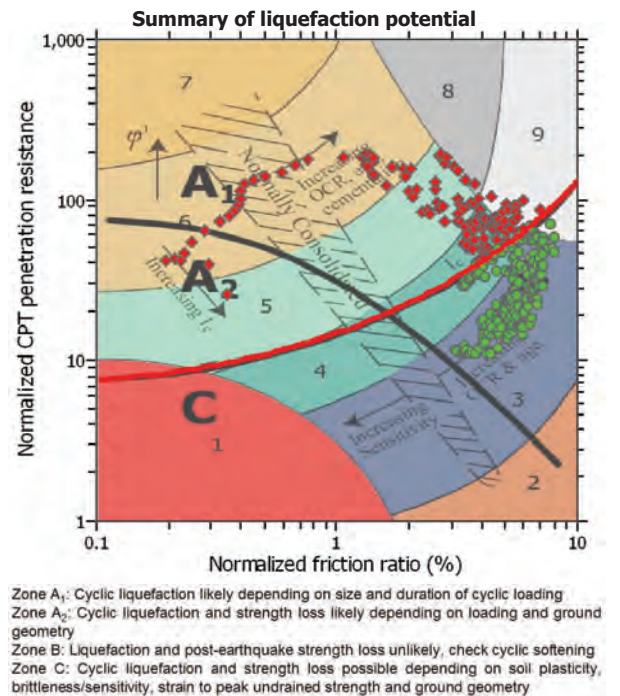 Summary of liquefaction potential
Normalized CPT penetration resistance
1,000
100
10
1
7
8
9
φ'
A1
Normally Consolidated
Increasing
OCR,
cementa
6
A2
Increasing Ic
5
Ic
4
Increasing
OCR &
3
C
Increasing
Sensitivity
1
2
0.1
1
10
Normalized friction ratio (%)
Zone A1: Cyclic liquefaction likely depending on size and duration of cyclic loading
Zone A2: Cyclic liquefaction and strength loss likely depending on loading and ground
geometry
Zone B: Liquefaction and post-earthquake strength loss unlikely, check cyclic softening
Zone C: Cyclic liquefaction and strength loss possible depending on soil plasticity,
brittleness/sensitivity, strain to peak undrained strength and ground geometry